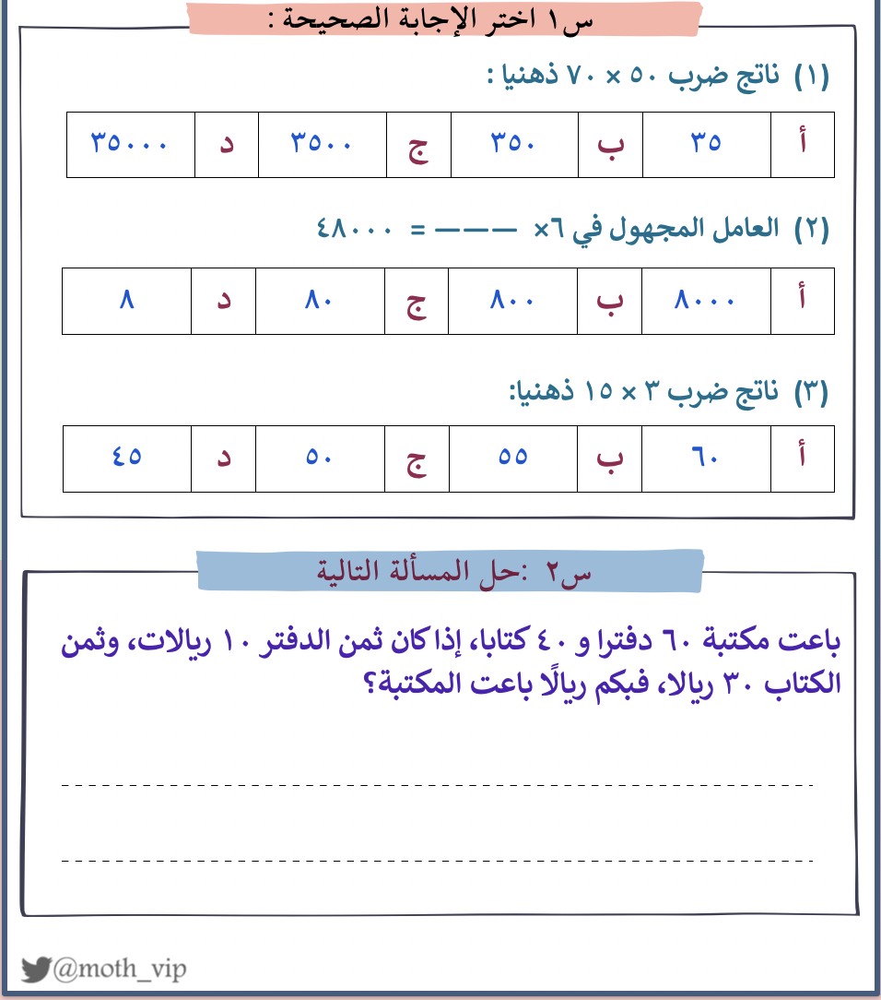 س١ اختر الإجابة الصحيحة :
(١) ناتج ضرب ٥٠ × ٧٠ ذهنيا :
أ ٣٥ ب ٣٥٠ ج ٣٥٠٠ د ٣٥٠٠٠
(٢) العامل المجهول في ٦× ——— = ٤٨٠٠٠
أ ٨٠٠٠ ب ٨٠٠ ج ٨٠ د ٨
(٣) ناتج ضرب ٣ × ١٥ ذهنيا:
أ ٦٠ ب ٥٥ ج ٥٠ د ٤٥
س٢ :حل المسألة التالية
باعت مكتبة ٦٠ دفترا و ٤٠ كتابا، إذا كان ثمن الدفتر ١٠ ريالات، وثمن
الكتاب ٣٠ ريالا، فبكم ريالًا باعت المكتبة؟
@moth_vip